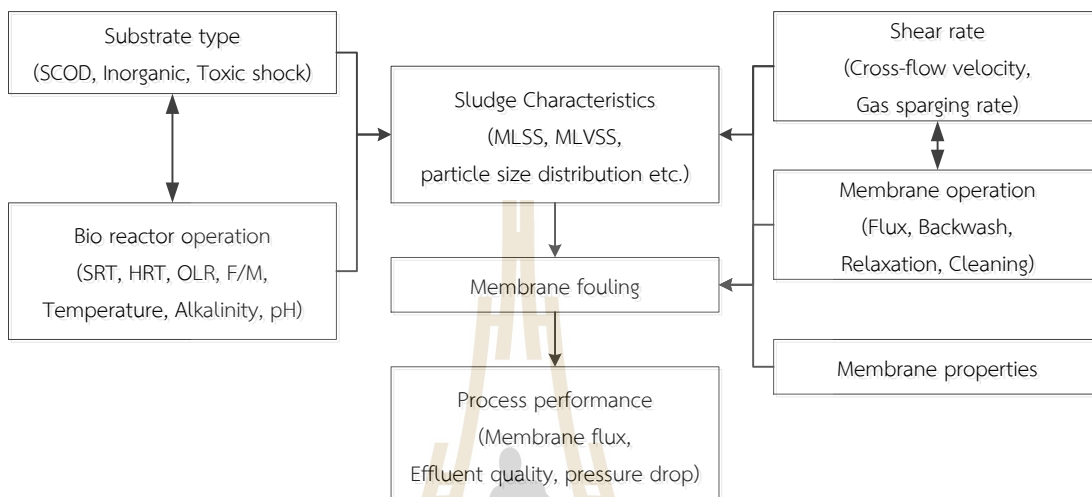 Substrate type
(SCOD, Inorganic, Toxic shock)
Bio reactor operation
(SRT, HRT, OLR, F/M,
Temperature, Alkalinity, pH)
Sludge Characteristics
(MLSS, MLVSS,
particle size distribution etc.)
Membrane fouling
Process performance
(Membrane flux,
Effluent quality, pressure drop)
Shear rate
(Cross-flow velocity,
Gas sparging rate)
Membrane operation
(Flux, Backwash,
Relaxation, Cleaning)
Membrane properties